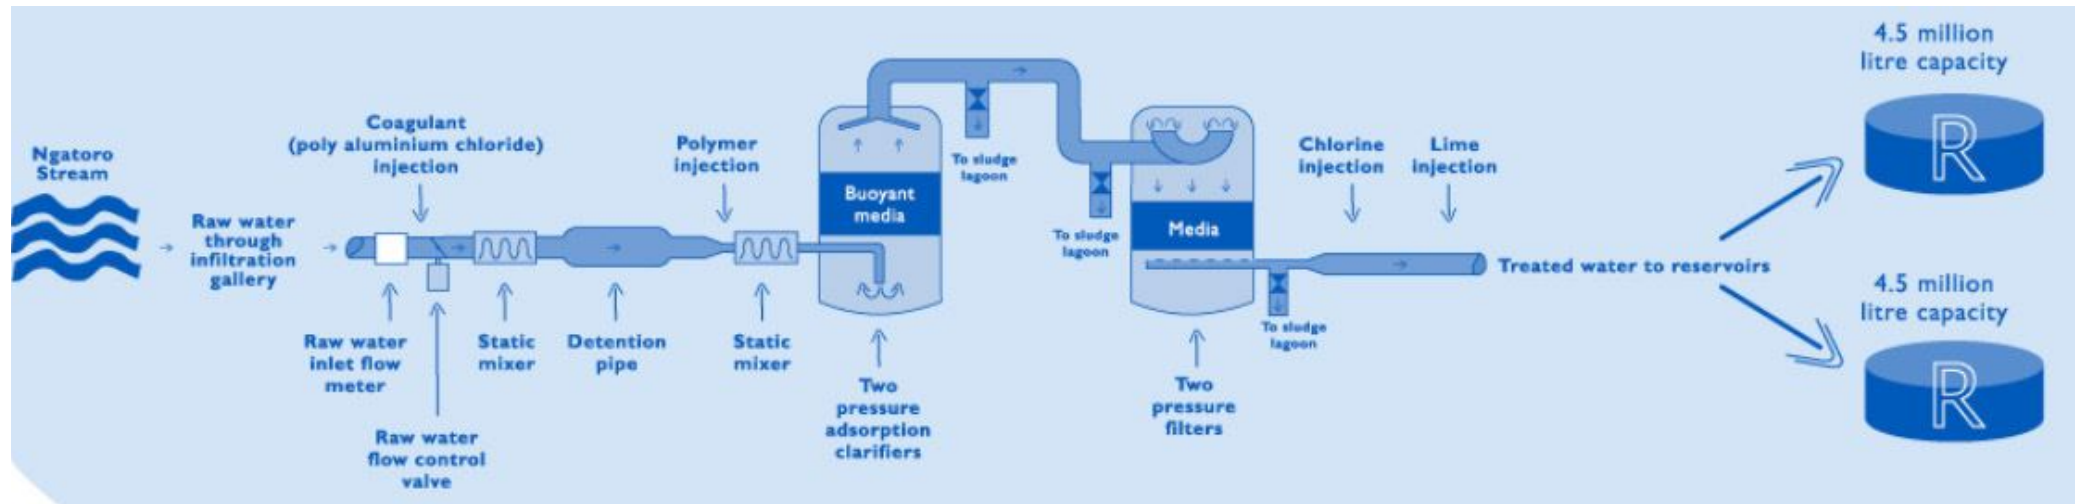 Ngatoro
Stream
Raw water
through
infiltration
gallery
Coagulant
(poly aluminium chloride)
injection
Raw water
inlet flow
meter
Raw water
flow control
valve
Static
mixer
Detention
pipe
Polymer
injection
Static
mixer
Buoyant
media
Two
pressure
adsorption
clarifiers
To sludge
lagoon
To sludge
lagoon
Media
Two
pressure
filters
To sludge
lagoon
Chlorine
injection
Lime
injection
Treated water to reservoirs
4.5 million
litre capacity
R
4.5 million
litre capacity
R